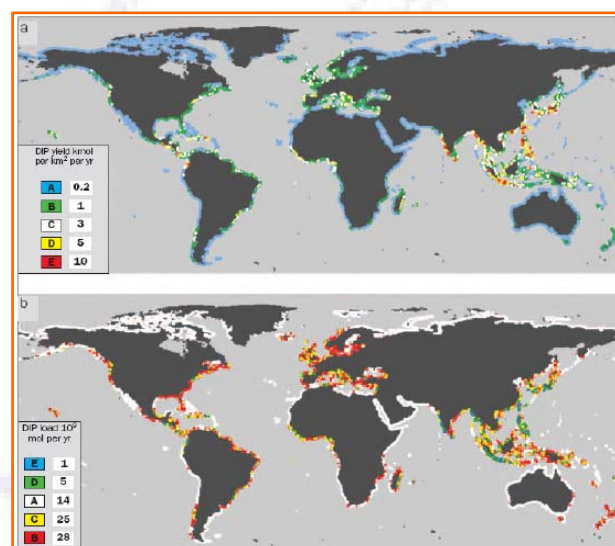 a
DIP yield kmol
per km² per yr
A 0.2
B 1
C 3
D 5
E 10
b
DIP load 10⁹
mol per yr
E 1
D 5
A 14
C 25
B 28